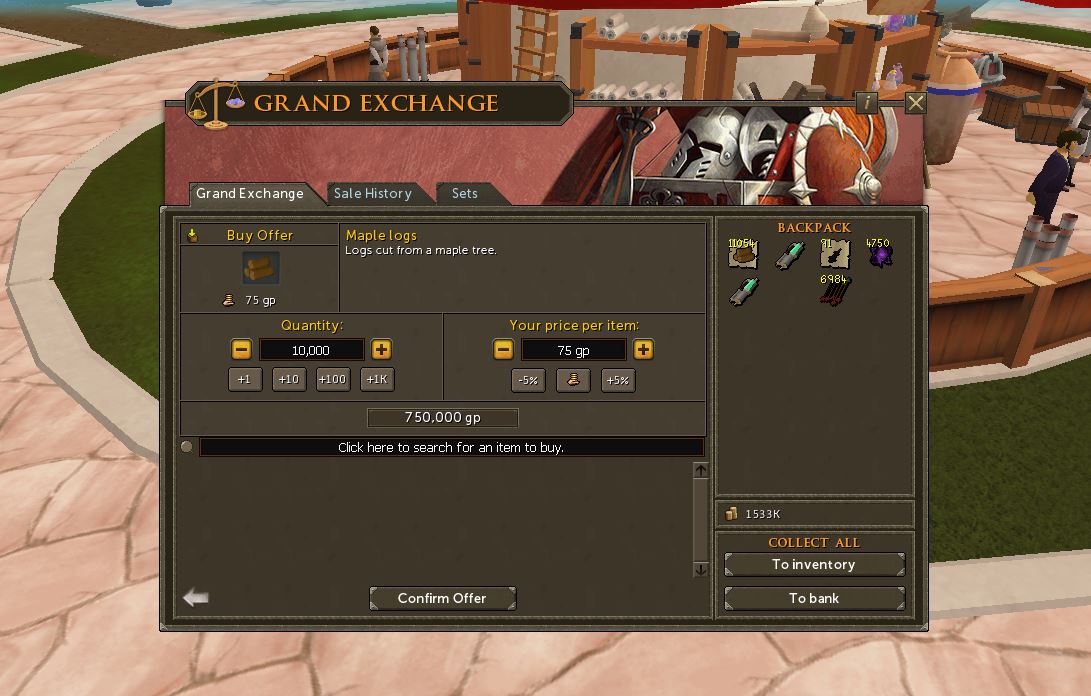 GRAND EXCHANGE
i
Grand Exchange
Sale History
Sets
Buy Offer
Maple logs
Logs cut from a maple tree.
75 gp
Quantity:
10,000
+1
+10
+100
+1K
Your price per item:
75 gp
-5%
+5%
750,000 gp
Click here to search for an item to buy.
Confirm Offer
BACKPACK
11054
91
4750
6984
1533K
COLLECT ALL
To inventory
To bank